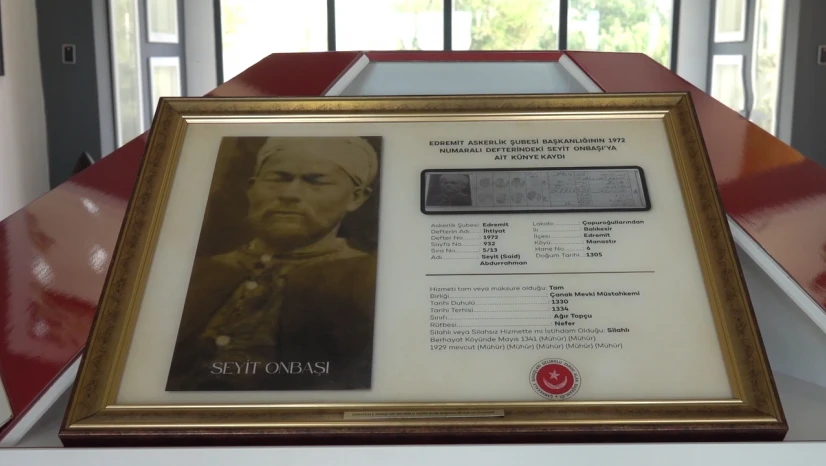 EDREMİT ASKERLİK ŞUBESİ BAŞKANLIĞININ 1972
NUMARALI DEFTERİNDEKİ SEYİT ONBAŞI'YA
AİT KÜNYE KAYDI
Askerlik Şubesi: Edremit
Defterin Adı: İhtiyat
Defter No: 1972
Sayfa No: 932
Sıra No: 5/13
Adı: Seyit (Said)
Abdurrahman
Lakabı: Çapuroğullarından
İli: Balıkesir
İlçesi: Edremit
Köyü: Manastır
Hane No: 6
Doğum Tarihi: 1305
Hizmeti tam veya maksure olduğu: Tam
Birliği: Çanak Mevki Müstahkemi
Tarihi Duhulü: 1330
Tarihi Terhisi: 1334
Sınıfı: Ağır Topçu
Rütbesi: Nefer
Silahlı veya Silahsız Hizmette mi İstihdam Olduğu: Silahlı
Berhayat Köyünde Mayıs 1341 (Mühür) (Mühür)
1929 mevcut (Mühür) (Mühür) (Mühür) (Mühür) (Mühür)
SEYİT ONBAŞI